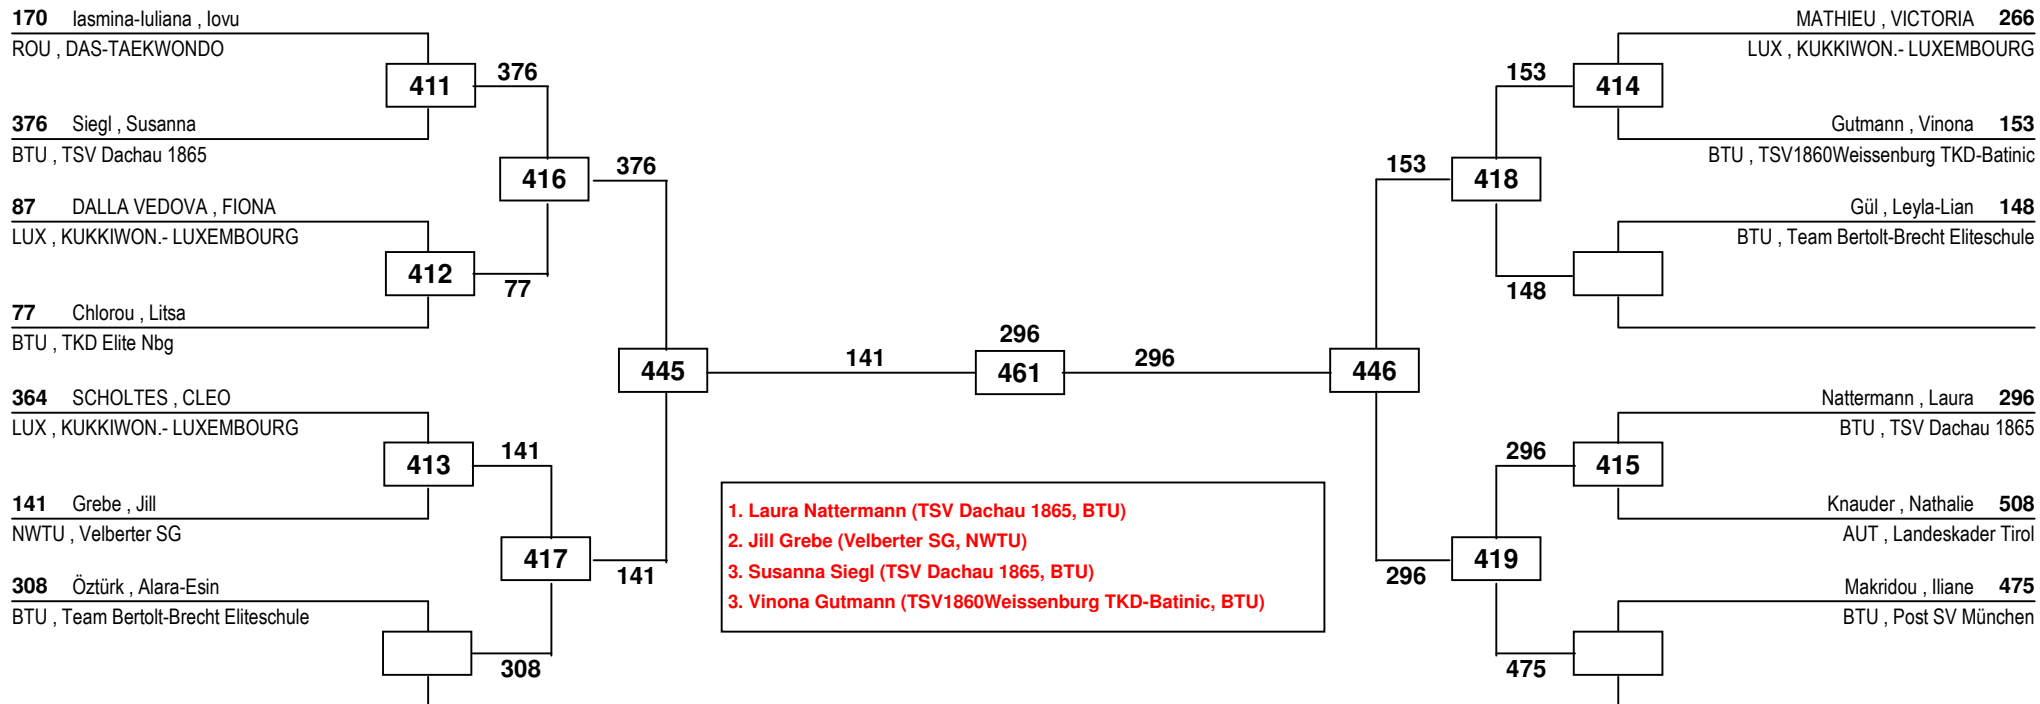 170 Iasmina-Iuliana , Iovu
ROU , DAS-TAEKWONDO
411
376
376 Siegl , Susanna
BTU , TSV Dachau 1865
416
376
87 DALLA VEDOVA , FIONA
LUX , KUKKIWON.- LUXEMBOURG
412
77
77 Chlorou , Litsa
BTU , TKD Elite Nbg
445
141
364 SCHOLTES , CLEO
LUX , KUKKIWON.- LUXEMBOURG
413
141
141 Grebe , Jill
NWTU , Velberter SG
417
141
308 Öztürk , Alara-Esin
BTU , Team Bertolt-Brecht Eliteschule
308
296
461
296
1. Laura Nattermann (TSV Dachau 1865, BTU)
2. Jill Grebe (Velberter SG, NWTU)
3. Susanna Siegl (TSV Dachau 1865, BTU)
3. Vinona Gutmann (TSV1860Weissenburg TKD-Batinic, BTU)
MATHIEU , VICTORIA 266
LUX , KUKKIWON.- LUXEMBOURG
153
414
Gutmann , Vinona 153
BTU , TSV1860Weissenburg TKD-Batinic
153
418
Gül , Leyla-Lian 148
BTU , Team Bertolt-Brecht Eliteschule
148
446
Nattermann , Laura 296
BTU , TSV Dachau 1865
296
415
Knauder , Nathalie 508
AUT , Landeskader Tirol
296
419
Makridou , Iliane 475
BTU , Post SV München
475